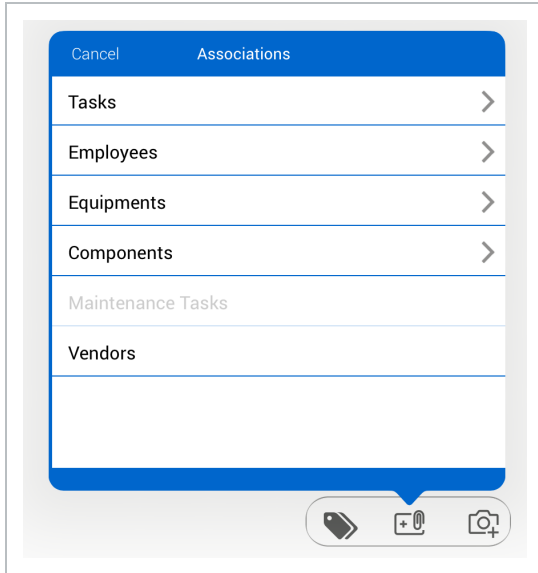 Cancel Associations
Tasks
Employees
Equipments
Components
Maintenance Tasks
Vendors